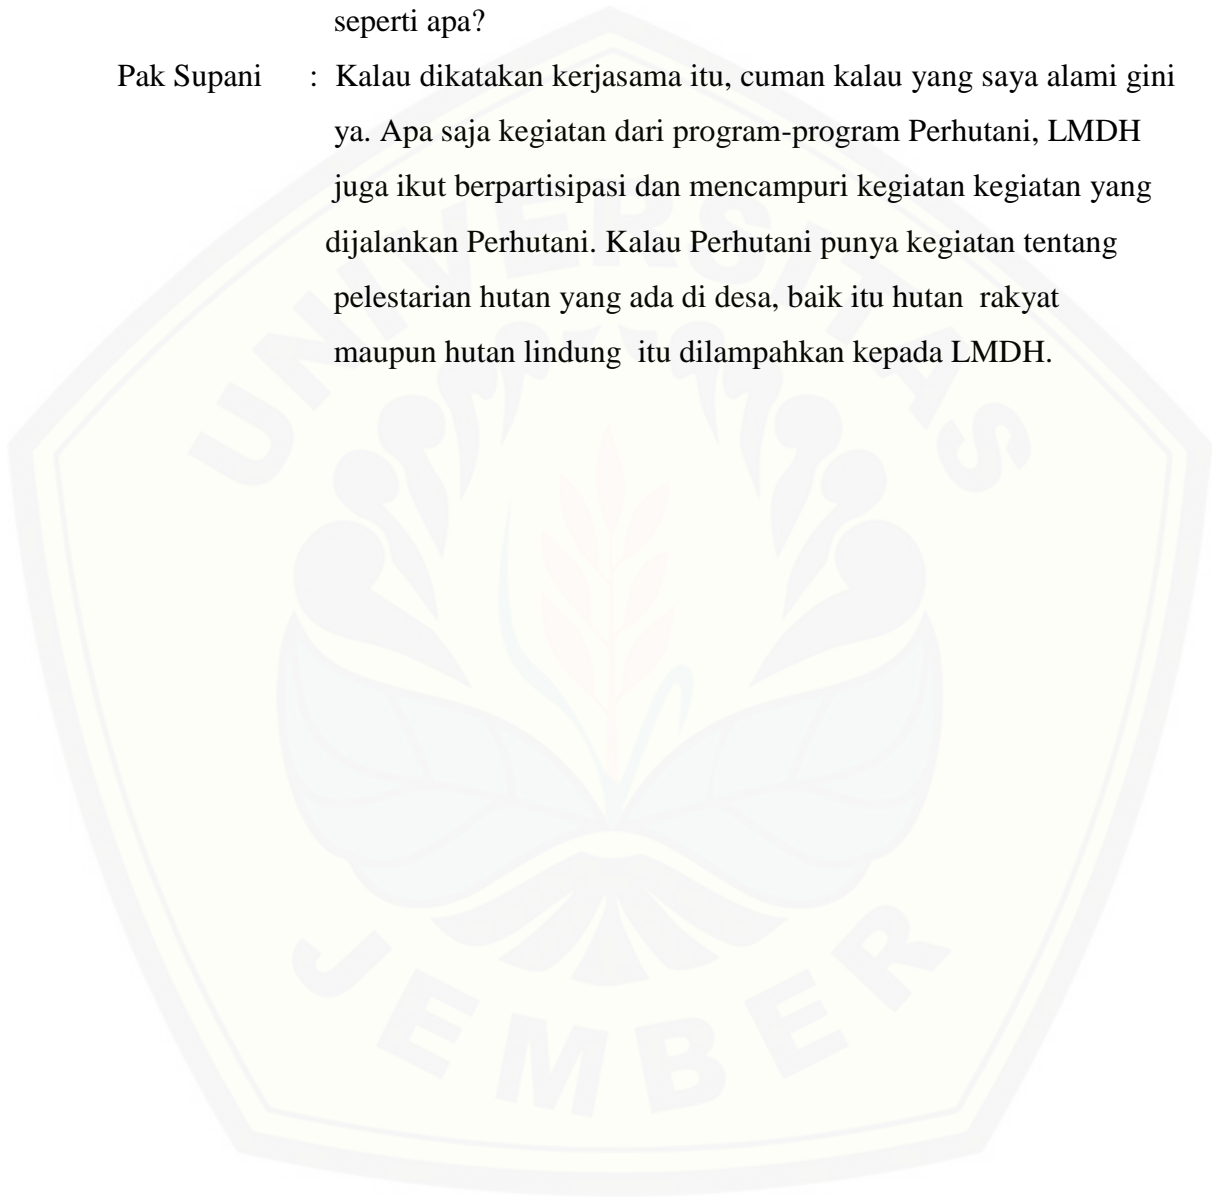 seperti apa?
Pak Supani : Kalau dikatakan kerjasama itu, cuman kalau yang saya alami gini
ya. Apa saja kegiatan dari program-program Perhutani, LMDH
juga ikut berpartisipasi dan mencampuri kegiatan kegiatan yang
dijalankan Perhutani. Kalau Perhutani punya kegiatan tentang
pelestarian hutan yang ada di desa, baik itu hutan rakyat
maupun hutan lindung itu dilampahkan kepada LMDH.
UNIVERSITAS
JEMBER